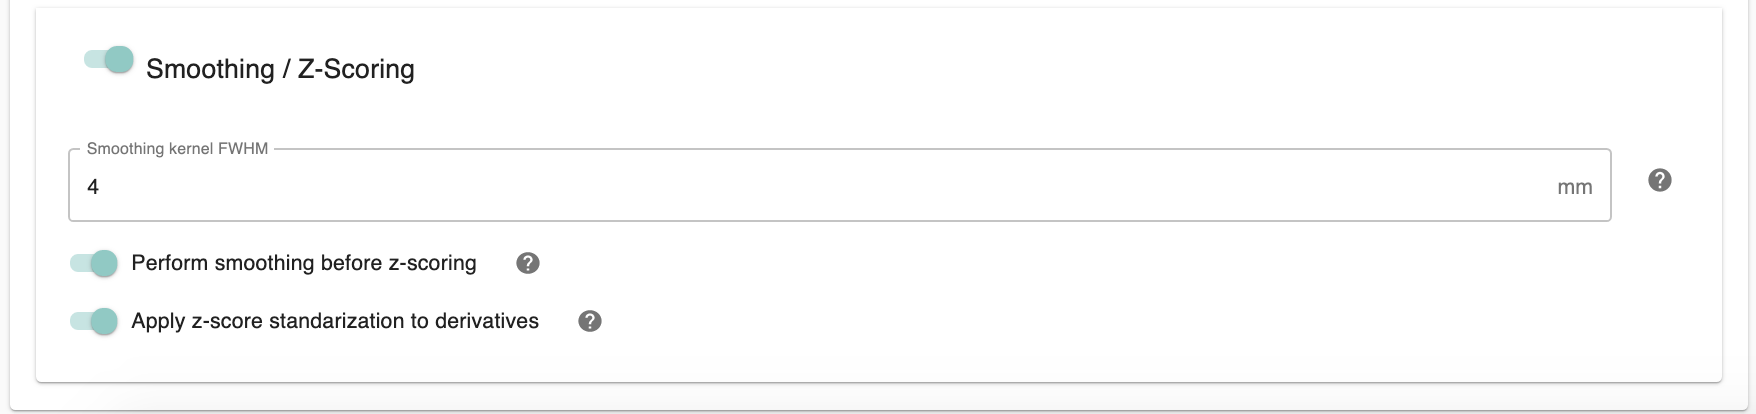 Smoothing / Z-Scoring
Smoothing kernel FWHM
4 mm
Perform smoothing before z-scoring ?
Apply z-score standarization to derivatives ?